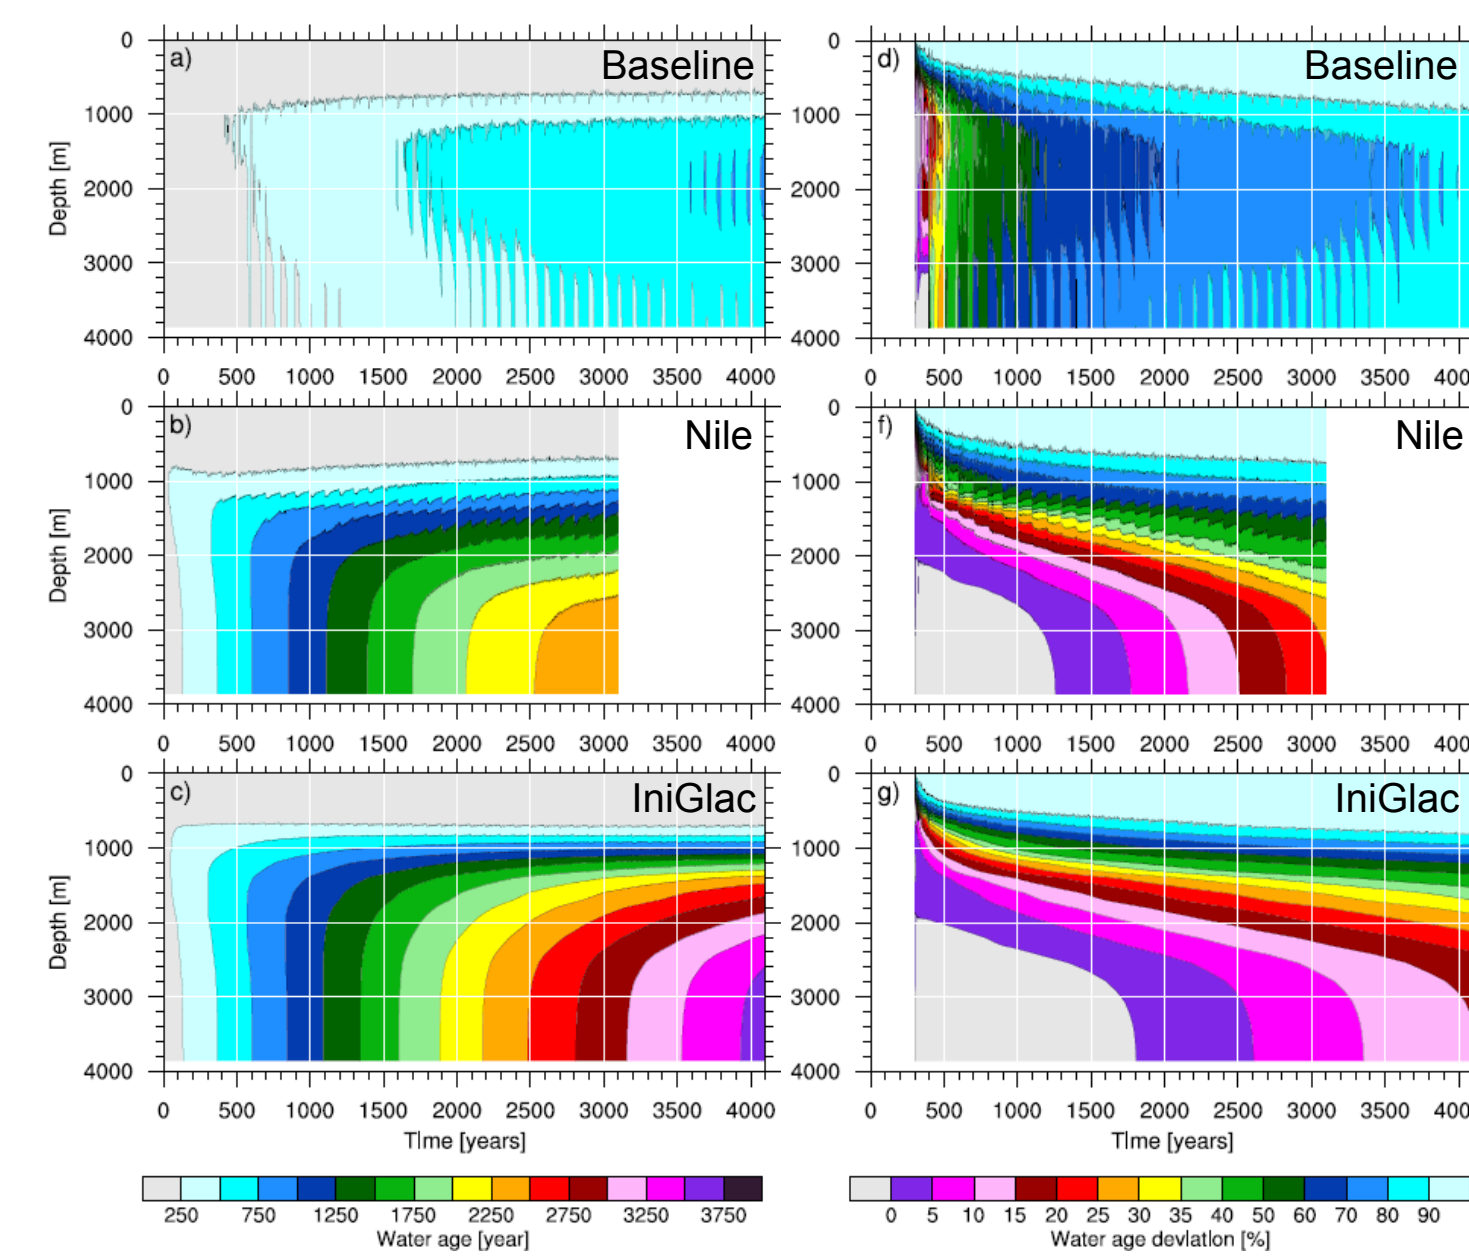 a) Baseline
d) Baseline
0
1000
2000
3000
4000
Depth [m]
0
1000
2000
3000
4000
0 500 1000 1500 2000 2500 3000 3500 4000
0 500 1000 1500 2000 2500 3000 3500 400
b) Nile
f) Nile
0
1000
2000
3000
4000
Depth [m]
0
1000
2000
3000
4000
0 500 1000 1500 2000 2500 3000 3500 4000
0 500 1000 1500 2000 2500 3000 3500 400
c) IniGlac
g) IniGlac
0
1000
2000
3000
4000
Depth [m]
0
1000
2000
3000
4000
0 500 1000 1500 2000 2500 3000 3500 4000
0 500 1000 1500 2000 2500 3000 3500 400
Time [years]
Time [years]
250 750 1250 1750 2250 2750 3250 3750
Water age [year]
0 5 10 15 20 25 30 35 40 50 60 70 80 90
Water age deviation [%]